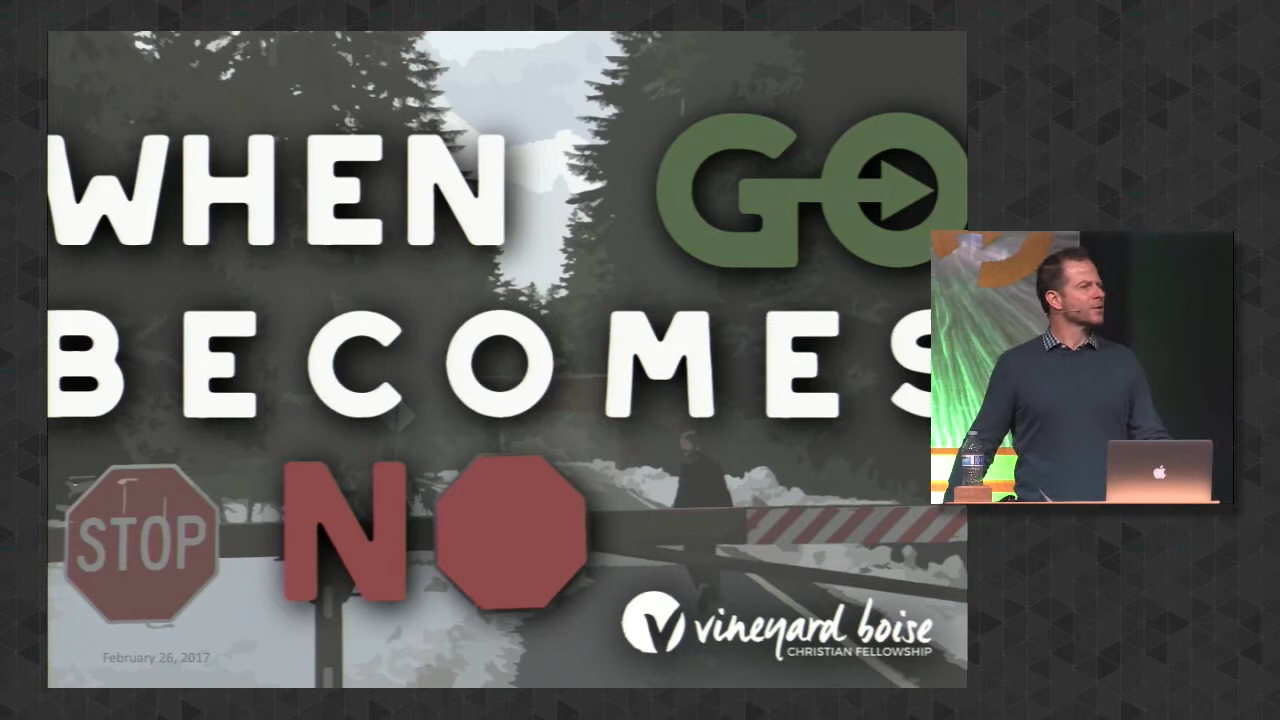 WHEN GO
BECOMES
STOP
NO
vineyard boise
CHRISTIAN FELLOWSHIP
February 26, 2017